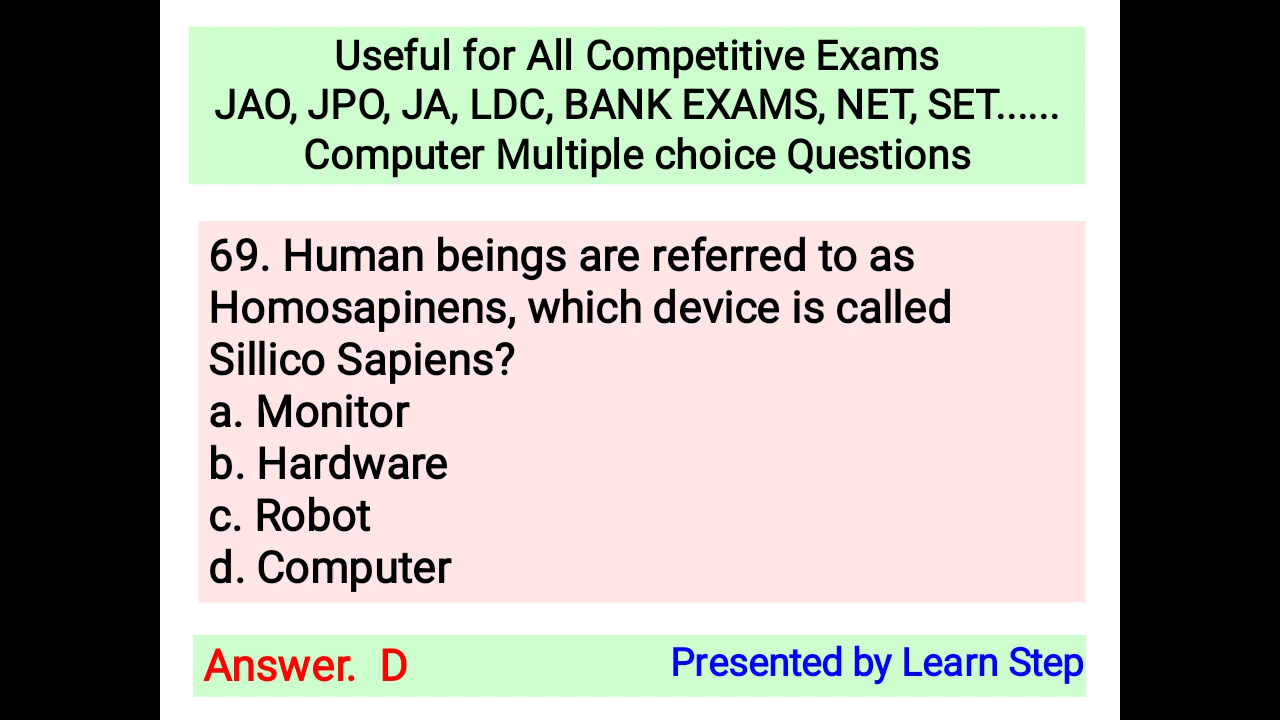 Useful for All Competitive Exams
JAO, JPO, JA, LDC, BANK EXAMS, NET, SET......
Computer Multiple choice Questions
69. Human beings are referred to as
Homosapinens, which device is called
Sillico Sapiens?
a. Monitor
b. Hardware
c. Robot
d. Computer
Answer. D
Presented by Learn Step